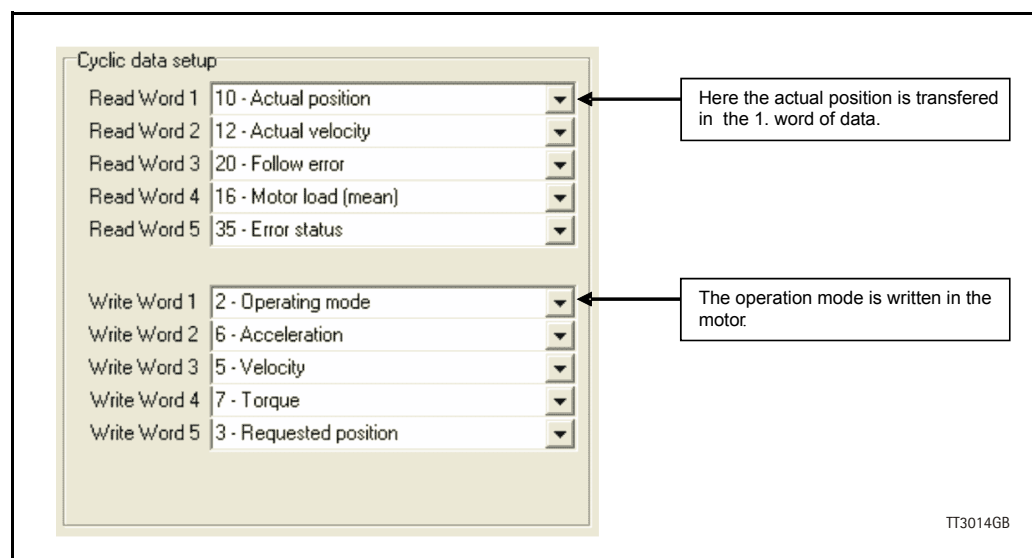 Cyclic data setup
Read Word 1 10 - Actual position
Read Word 2 12 - Actual velocity
Read Word 3 20 - Follow error
Read Word 4 16 - Motor load (mean)
Read Word 5 35 - Error status
Write Word 1 2 - Operating mode
Write Word 2 6 - Acceleration
Write Word 3 5 - Velocity
Write Word 4 7 - Torque
Write Word 5 3 - Requested position
Here the actual position is transfered
in the 1. word of data.
The operation mode is written in the
motor.
TT3014GB